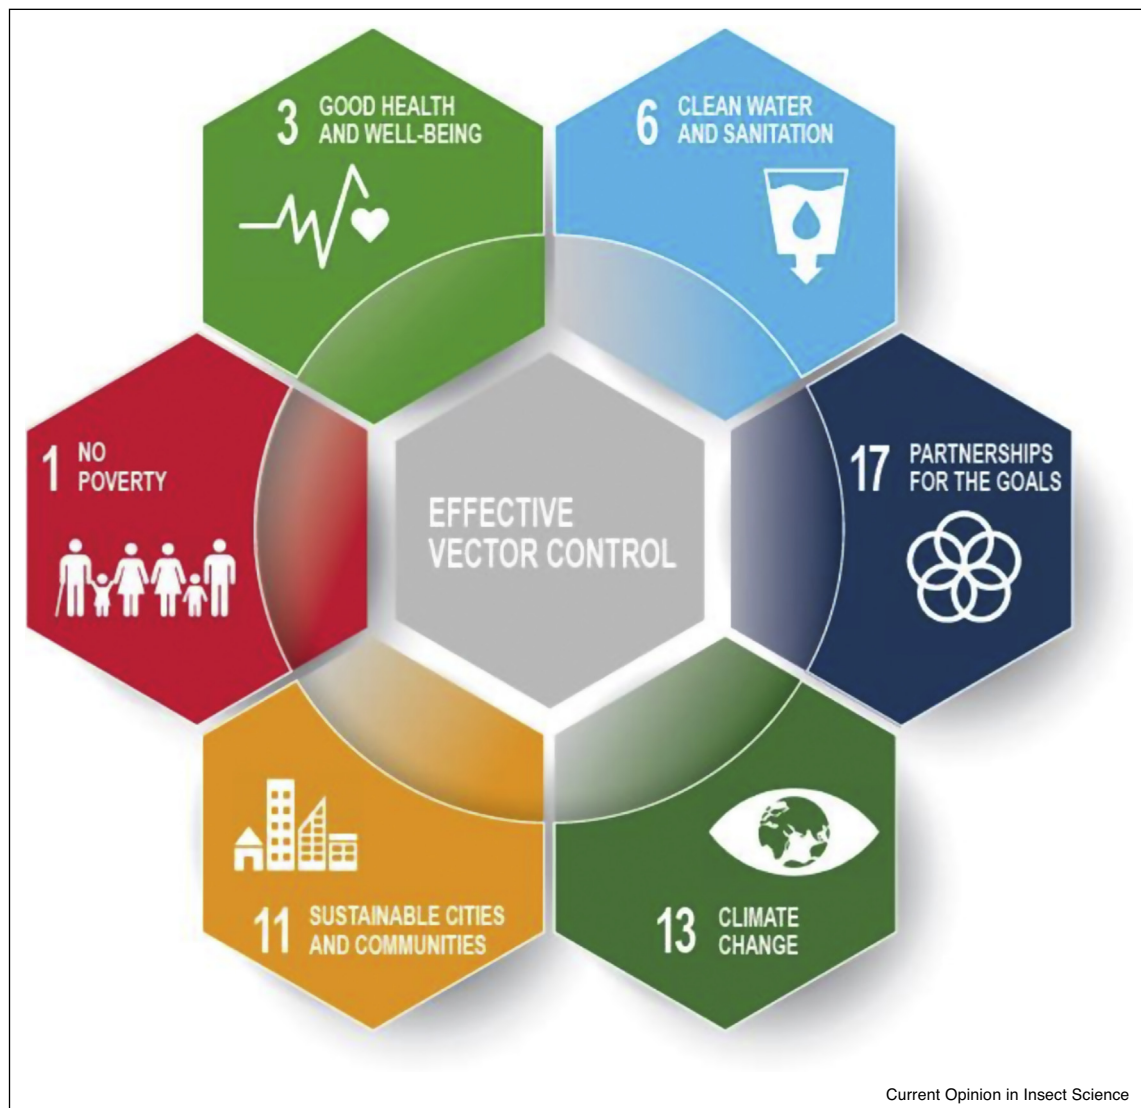 3 GOOD HEALTH
AND WELL-BEING
6 CLEAN WATER
AND SANITATION
1 NO
POVERTY
EFFECTIVE
VECTOR CONTROL
17 PARTNERSHIPS
FOR THE GOALS
11 SUSTAINABLE CITIES
AND COMMUNITIES
13 CLIMATE
CHANGE
Current Opinion in Insect Science